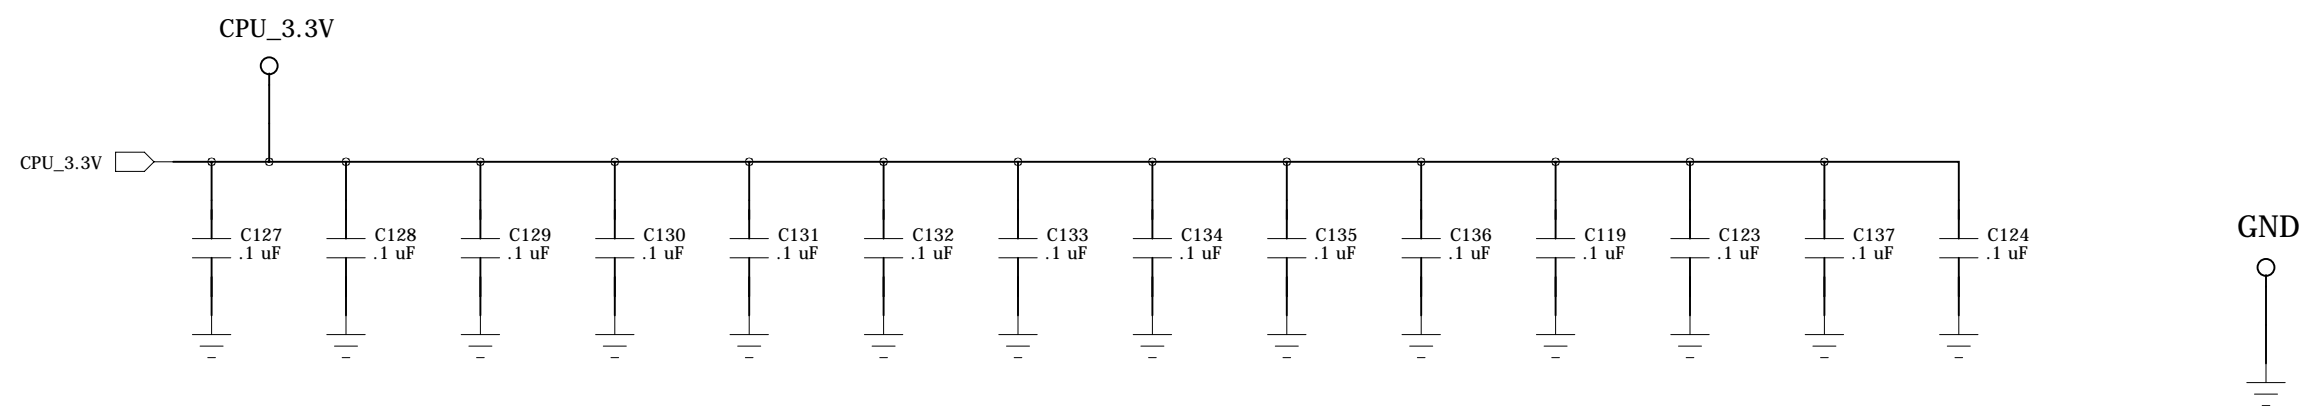 CPU_3.3V
CPU_3.3V
GND
C127
.1 uF
C128
.1 uF
C129
.1 uF
C130
.1 uF
C131
.1 uF
C132
.1 uF
C133
.1 uF
C134
.1 uF
C135
.1 uF
C136
.1 uF
C119
.1 uF
C123
.1 uF
C137
.1 uF
C124
.1 uF